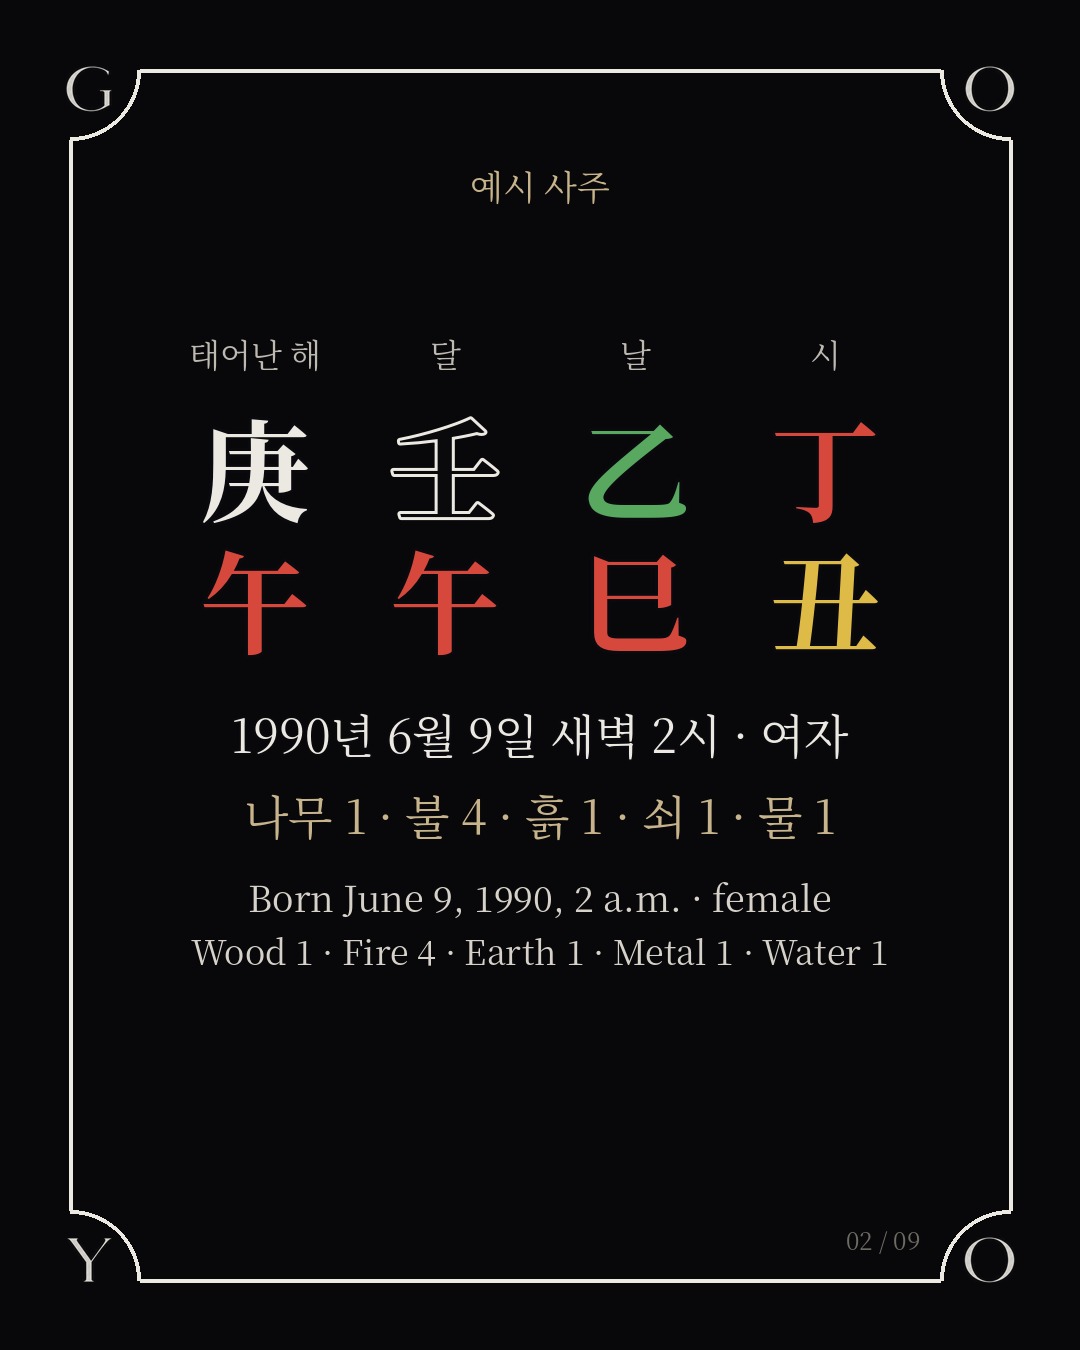 G O
예시 사주
태어난 해 달 날 시
庚 壬 乙 丁
午 午 巳 丑
1990년 6월 9일 새벽 2시 · 여자
나무 1 · 불 4 · 흙 1 · 쇠 1 · 물 1
Born June 9, 1990, 2 a.m. · female
Wood 1 · Fire 4 · Earth 1 · Metal 1 · Water 1
02 / 09
Y O